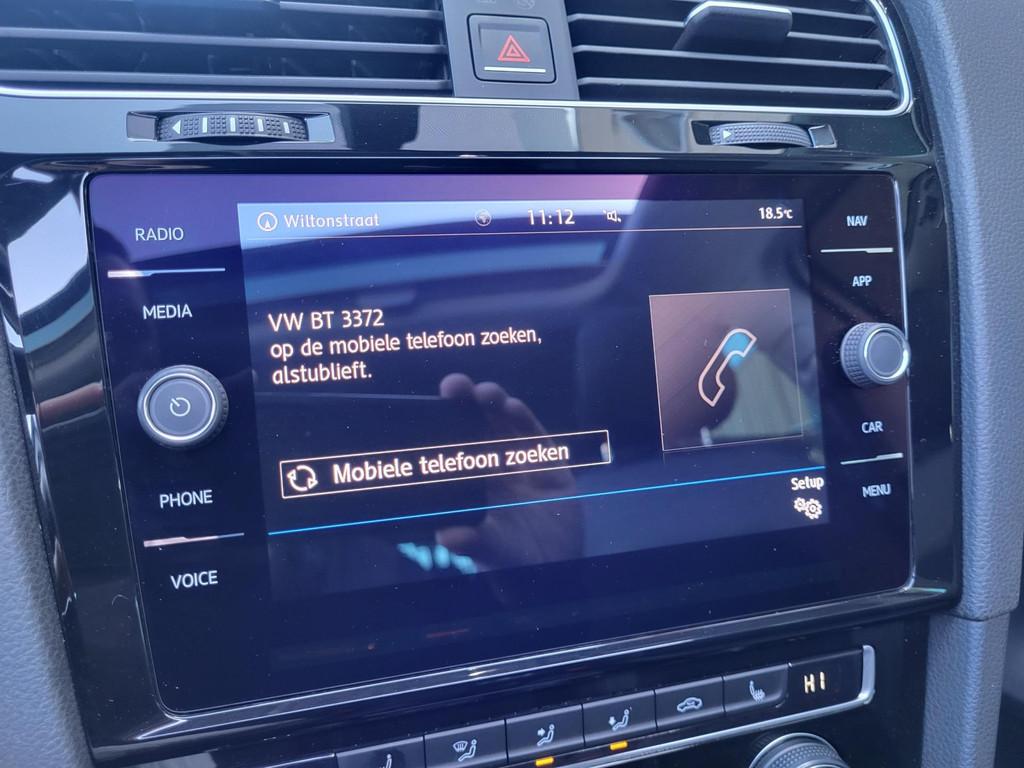 RADIO
MEDIA
PHONE
VOICE
Wiltonstraat
11:12
18.5°C
VW BT 3372
op de mobiele telefoon zoeken,
alstublieft.
Mobiele telefoon zoeken
Setup
NAV
APP
CAR
MENU
HI